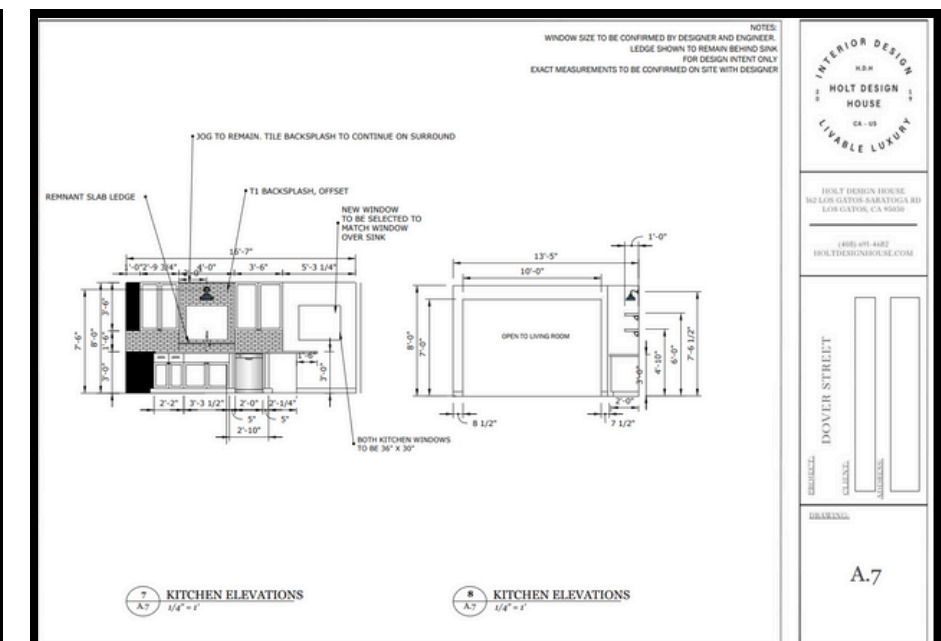 NOTES:
WINDOW SIZE TO BE CONFIRMED BY DESIGNER AND ENGINEER.
LEDGE SHOWN TO REMAIN BEHIND SINK
FOR DESIGN INTENT ONLY
EXACT MEASUREMENTS TO BE CONFIRMED ON SITE WITH DESIGNER
JOG TO REMAIN. TILE BACKSPLASH TO CONTINUE ON SURROUND
REMNANT SLAB LEDGE
T1 BACKSPLASH, OFFSET
NEW WINDOW
TO BE SELECTED TO
MATCH WINDOW
OVER SINK
16'-7"
1'-0"
2'-9 3/4"
4'-0"
3'-6"
5'-3 1/4"
2'-0"
7'-6"
8'-0"
3'-6"
1'-6"
3'-0"
1'-6"
3'-0"
2'-2"
3'-3 1/2"
2'-0"
2'-1/4"
5"
5"
2'-10"
BOTH KITCHEN WINDOWS
TO BE 36" X 30"
1'-0"
13'-5"
10'-0"
OPEN TO LIVING ROOM
8'-0"
7'-0"
3'-0"
4'-10"
6'-0"
7'-6 1/2"
2'-0"
8 1/2"
7 1/2"
7
A.7
KITCHEN ELEVATIONS
1/4" = 1'
8
A.7
KITCHEN ELEVATIONS
1/4" = 1'
INTERIOR DESIGN
H.D.H
20
19
HOLT DESIGN
HOUSE
CA - US
LIVABLE LUXURY
HOLT DESIGN HOUSE
162 LOS GATOS-SARATOGA RD
LOS GATOS, CA 95030
(408) 691-4682
HOLTDESIGNHOUSE.COM
PROJECT:
DOVER STREET
CLIENT:
ADDRESS:
DRAWING:
A.7